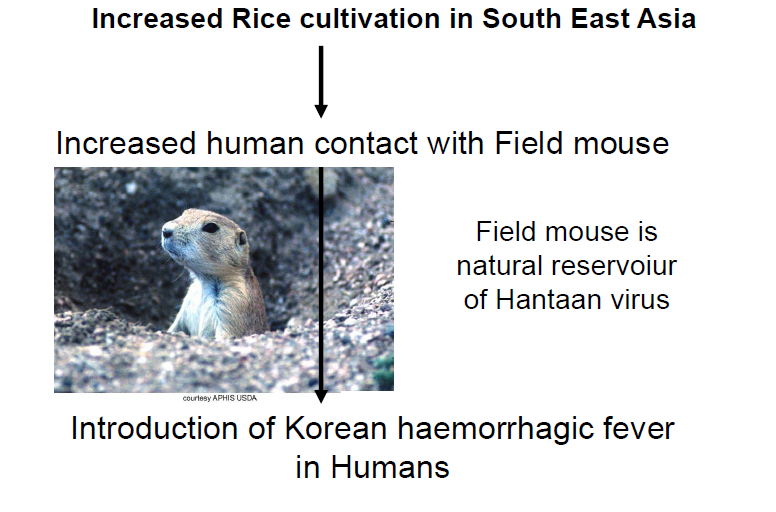 Increased Rice cultivation in South East Asia
Increased human contact with Field mouse
Field mouse is
natural reservoiur
of Hantaan virus
courtesy APHIS USDA
Introduction of Korean haemorrhagic fever
in Humans